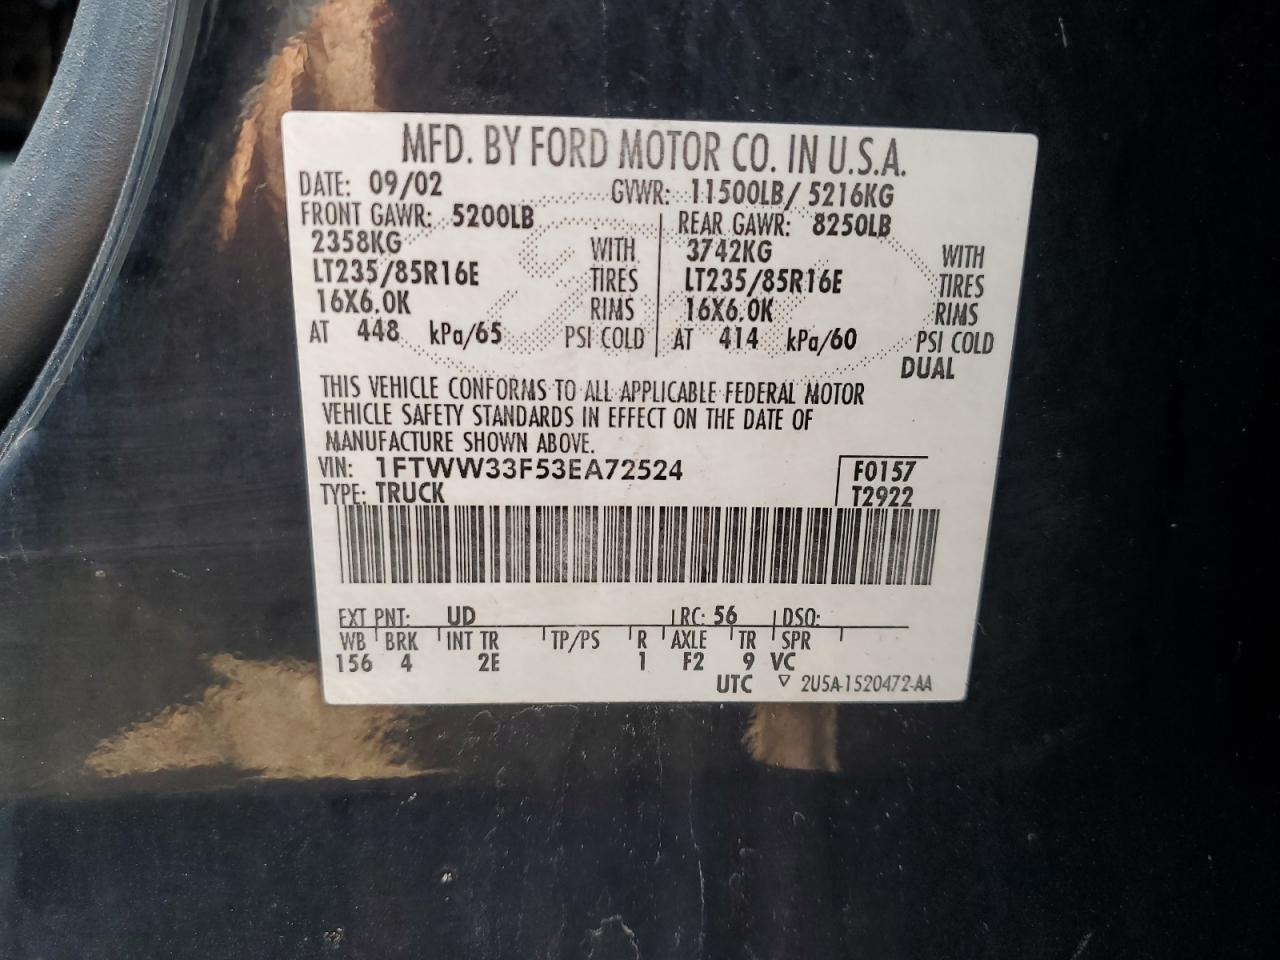 MFD. BY FORD MOTOR CO. IN U.S.A.
DATE: 09/02 GVWR: 11500LB/ 5216KG
FRONT GAWR: 5200LB REAR GAWR: 8250LB
2358KG WITH 3742KG WITH
LT235/85R16E TIRES LT235/85R16E TIRES
16X6.0K RIMS 16X6.0K RIMS
AT 448 kPa/65 PSI COLD AT 414 kPa/60 PSI COLD
DUAL
THIS VEHICLE CONFORMS TO ALL APPLICABLE FEDERAL MOTOR
VEHICLE SAFETY STANDARDS IN EFFECT ON THE DATE OF
MANUFACTURE SHOWN ABOVE.
VIN: 1FTWW33F53EA72524 F0157
TYPE: TRUCK T2922
EXT PNT: UD RC: 56 DSO:
WB BRK INT TR TP/PS R AXLE TR SPR
156 4 2E 1 F2 9 VC
UTC ▽ 2U5A-1520472-AA